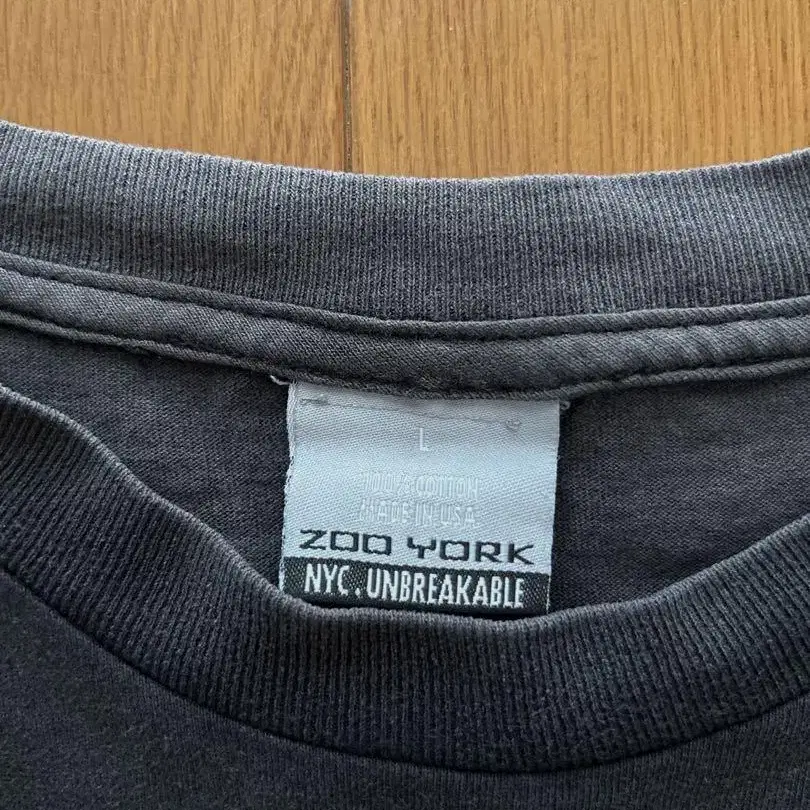 L
100% COTTON
MADE IN USA
ZOO YORK
NYC.UNBREAKABLE